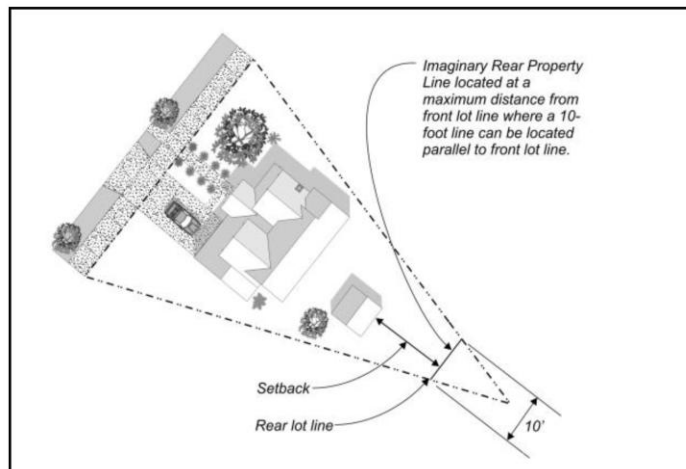 Imaginary Rear Property
Line located at a
maximum distance from
front lot line where a 10-
foot line can be located
parallel to front lot line.
Setback
Rear lot line
10'